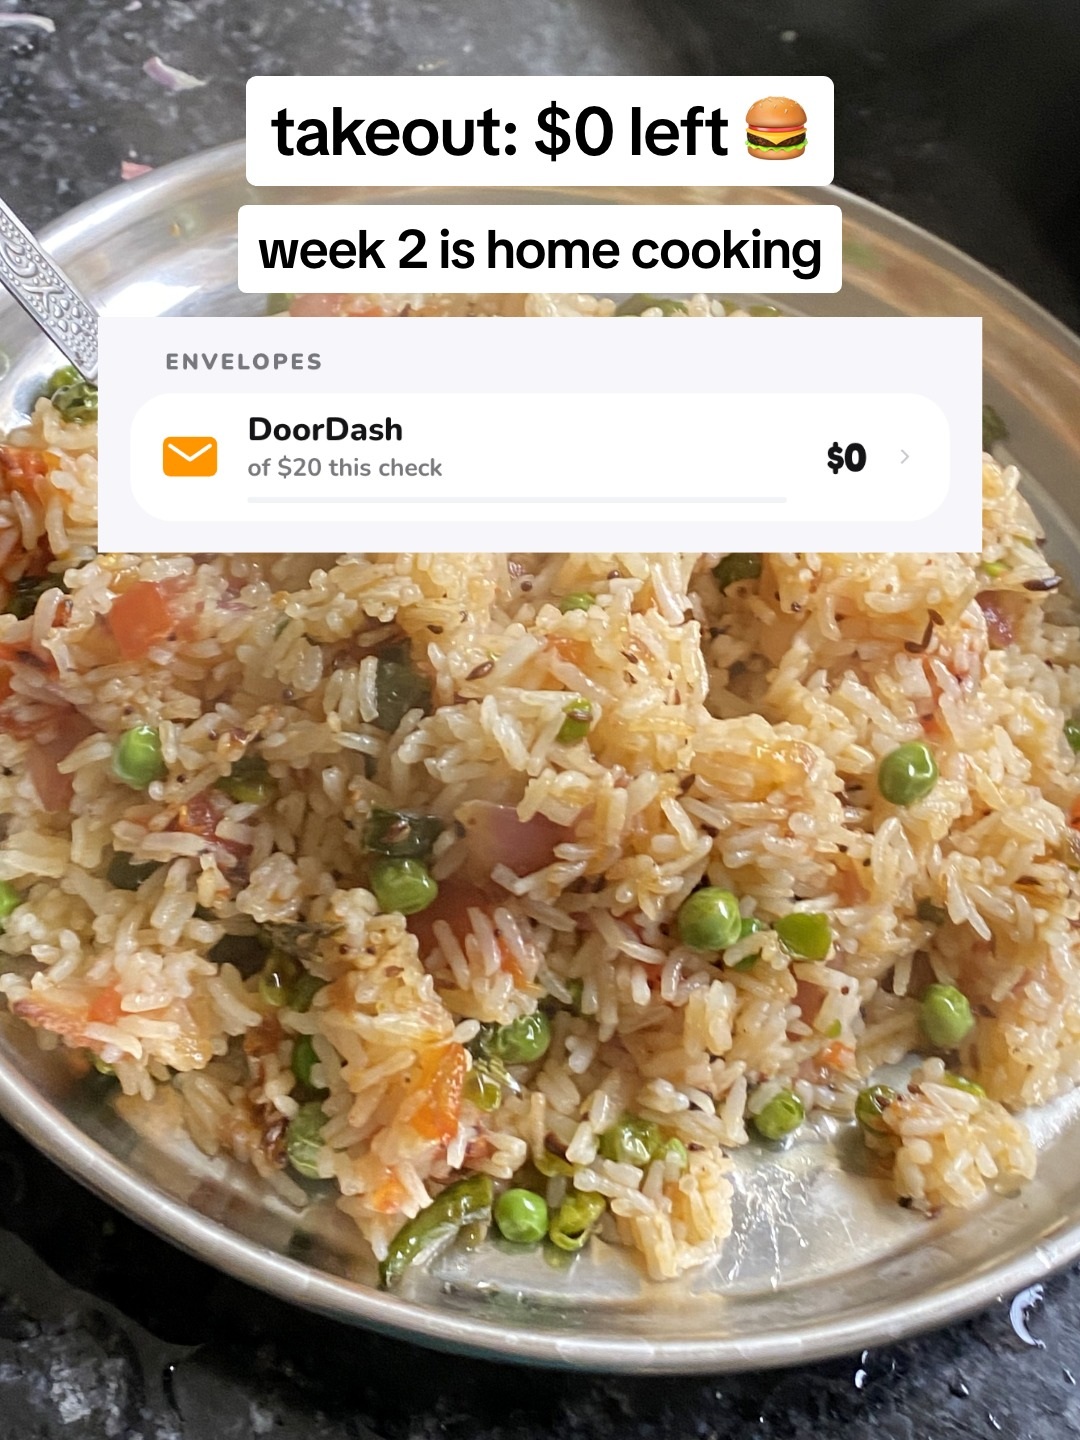 takeout: $0 left 🍔
week 2 is home cooking
ENVELOPES
DoorDash
of $20 this check
$0